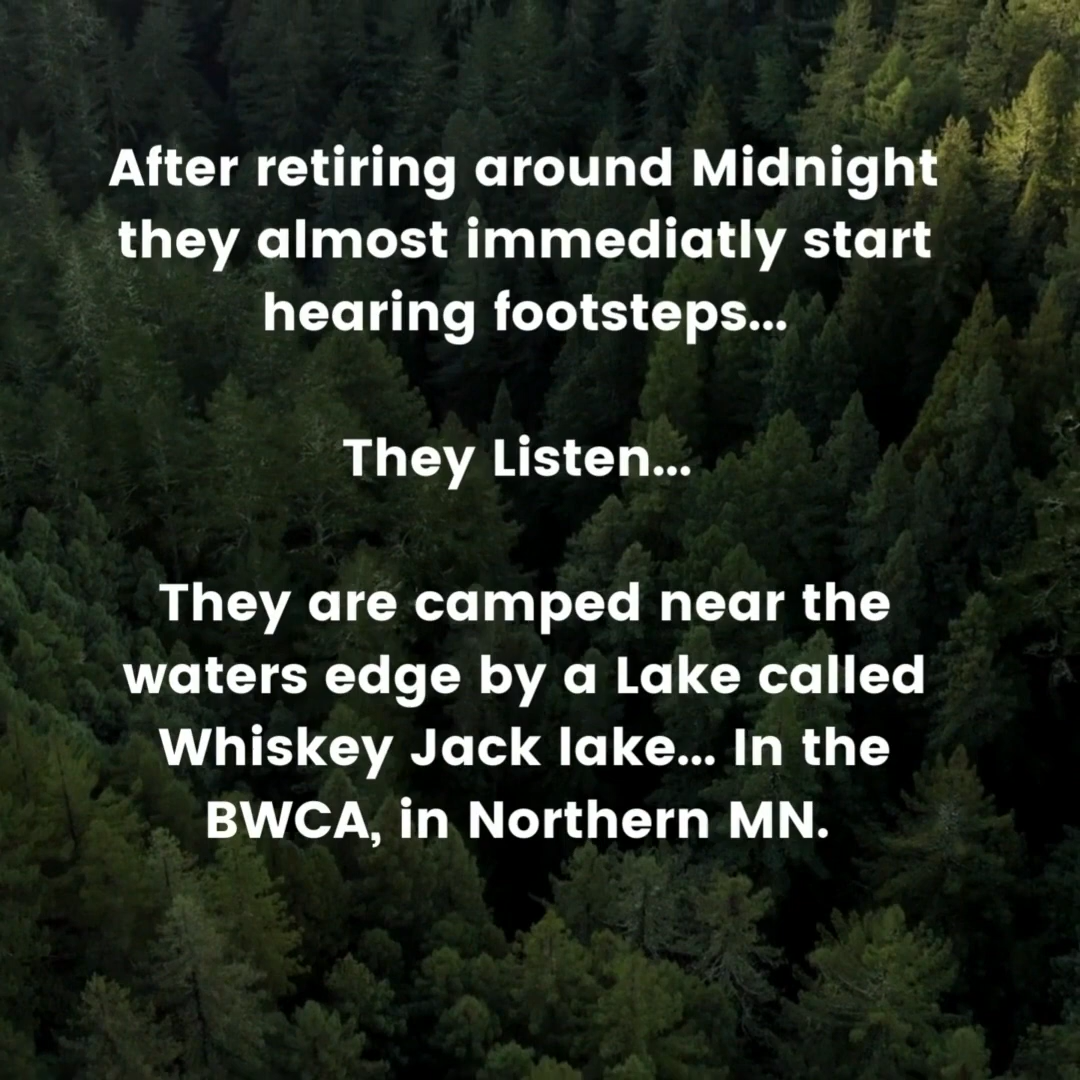 After retiring around Midnight
they almost immediatly start
hearing footsteps...
They Listen...
They are camped near the
waters edge by a Lake called
Whiskey Jack lake... In the
BWCA, in Northern MN.